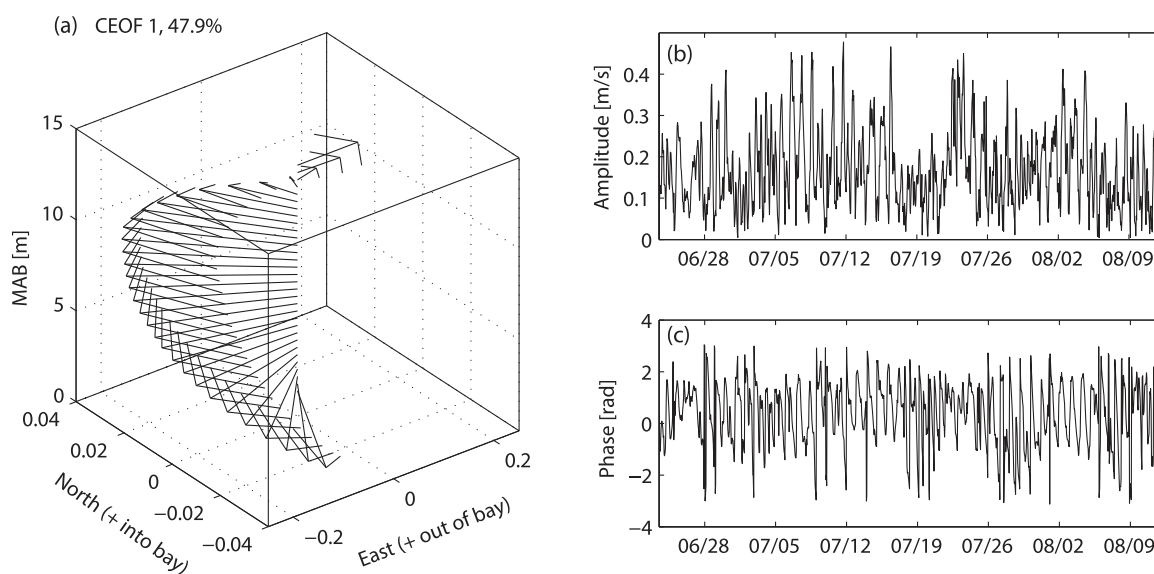 (a) CEOF 1, 47.9%
15
10
5
0
MAB [m]
0.04
0.02
0
−0.02
−0.04
North (+ into bay)
−0.2
0
0.2
East (+ out of bay)
(b)
Amplitude [m/s]
0.4
0.3
0.2
0.1
0
06/28 07/05 07/12 07/19 07/26 08/02 08/09
(c)
Phase [rad]
4
2
0
−2
−4
06/28 07/05 07/12 07/19 07/26 08/02 08/09